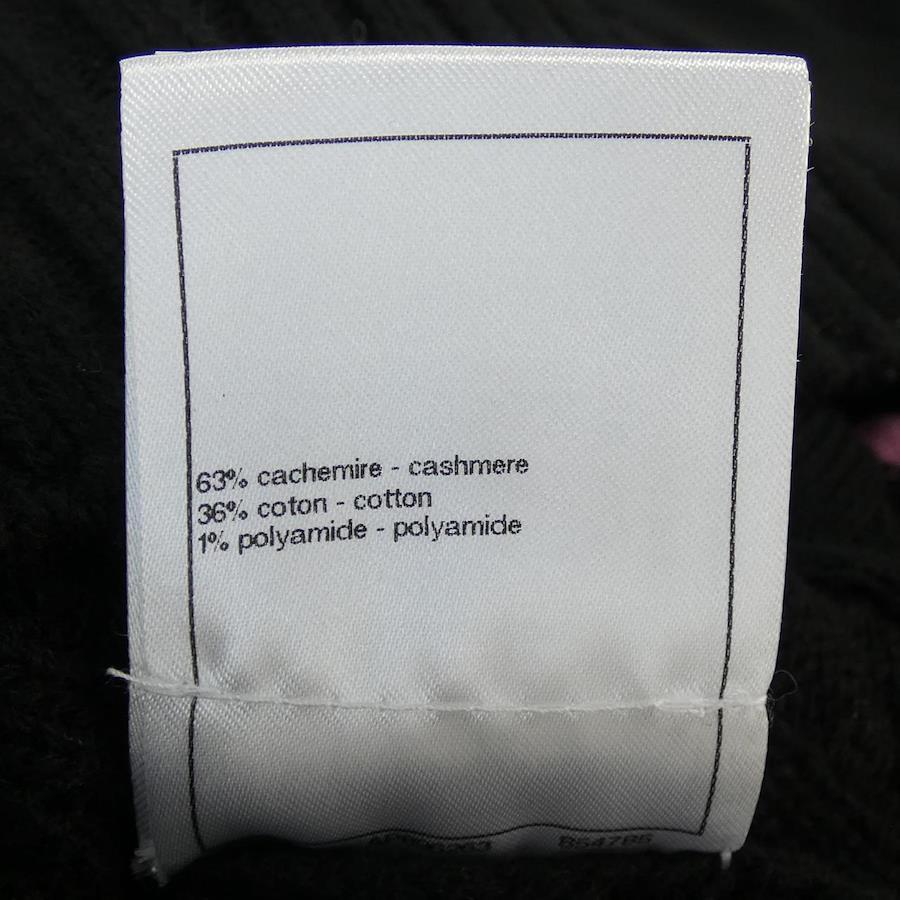 63% cachemire - cashmere
36% coton - cotton
1% polyamide - polyamide